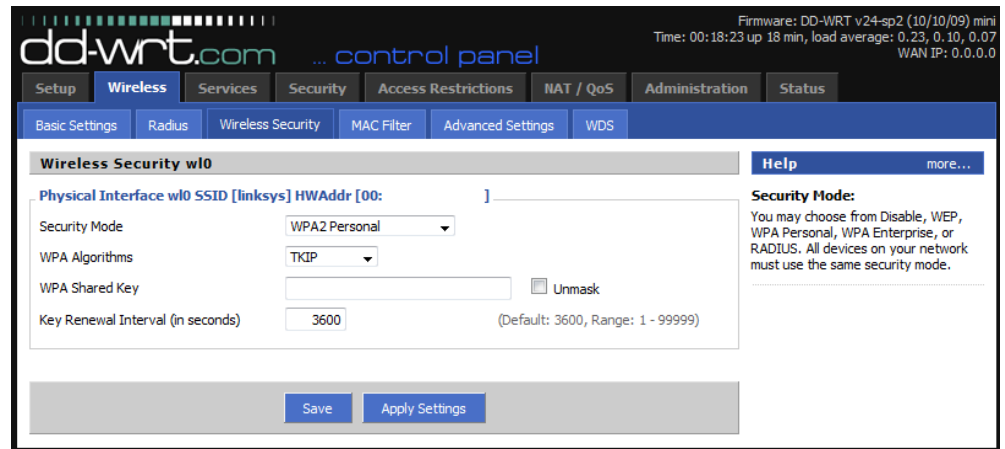 Firmware: DD-WRT v24-sp2 (10/10/09) mini
Time: 00:18:23 up 18 min, load average: 0.23, 0.10, 0.07
WAN IP: 0.0.0.0
dd-wrt.com ... control panel
Setup Wireless Services Security Access Restrictions NAT / QoS Administration Status
Basic Settings Radius Wireless Security MAC Filter Advanced Settings WDS
Wireless Security wl0
Physical Interface wl0 SSID [linksys] HWAddr [00: ]
Security Mode WPA2 Personal
WPA Algorithms TKIP
WPA Shared Key Unmask
Key Renewal Interval (in seconds) 3600 (Default: 3600, Range: 1 - 99999)
Save Apply Settings
Help more...
Security Mode:
You may choose from Disable, WEP,
WPA Personal, WPA Enterprise, or
RADIUS. All devices on your network
must use the same security mode.